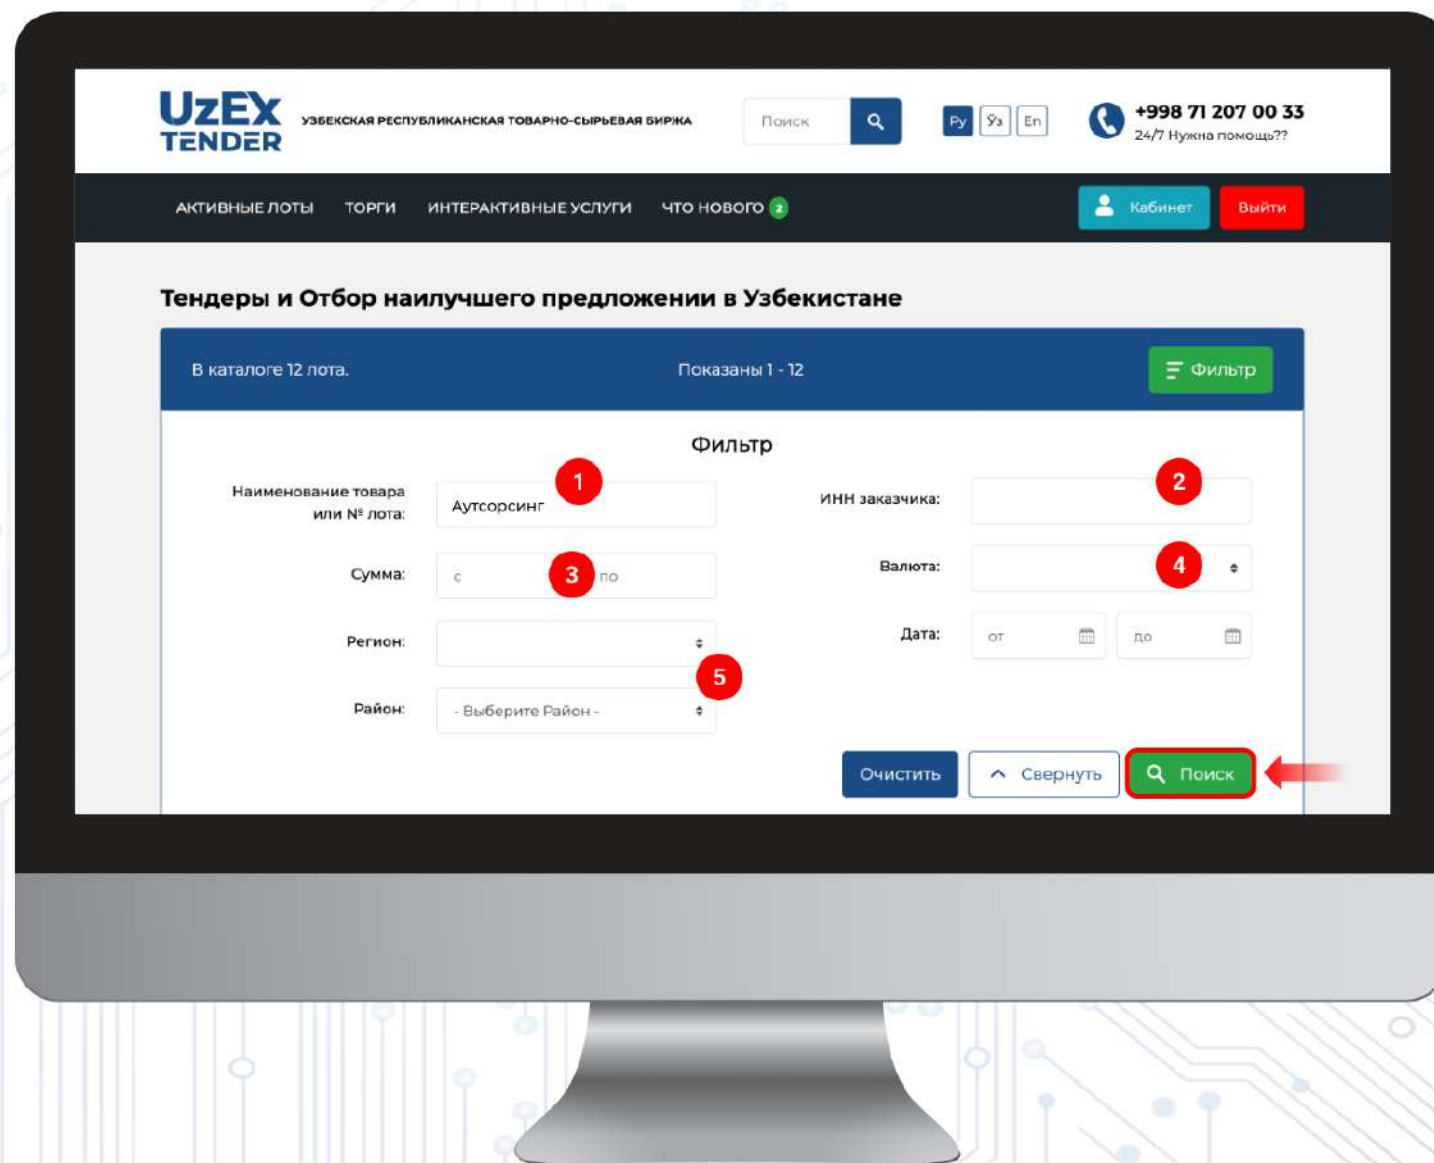 UzEX
TENDER
УЗБЕКСКАЯ РЕСПУБЛИКАНСКАЯ ТОВАРНО-СЫРЬЕВАЯ БИРЖА
Поиск
Ру Ўз En
+998 71 207 00 33
24/7 Нужна помощь??
АКТИВНЫЕ ЛОТЫ ТОРГИ ИНТЕРАКТИВНЫЕ УСЛУГИ ЧТО НОВОГО 2
Кабинет
Выйти
Тендеры и Отбор наилучшего предложении в Узбекистане
В каталоге 12 лота.
Показаны 1 - 12
Фильтр
Фильтр
Наименование товара
или № лота:
Аутсорсинг
1
ИНН заказчика:
2
Сумма:
с
3
по
Валюта:
4
Регион:
Дата:
от
до
5
Район:
- Выберите Район -
Очистить
Свернуть
Поиск